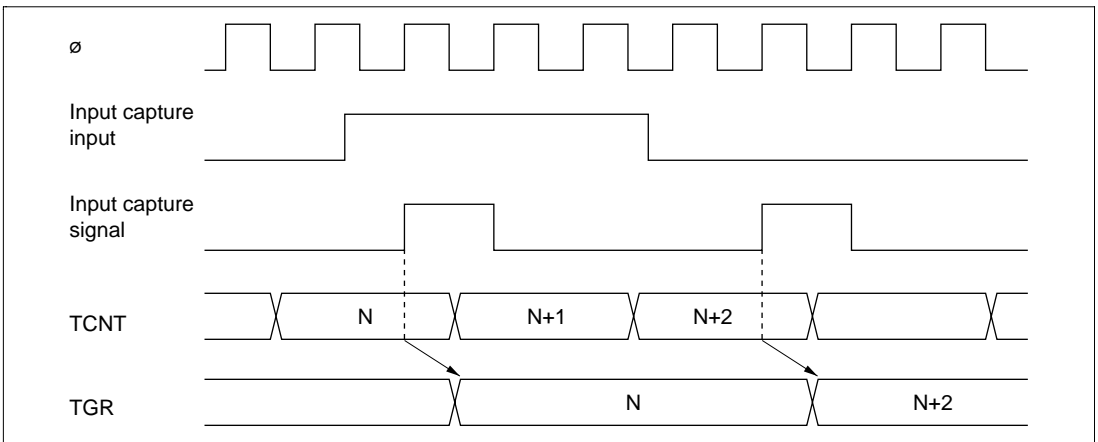 ø
Input capture
input
Input capture
signal
TCNT N N+1 N+2
TGR N N+2